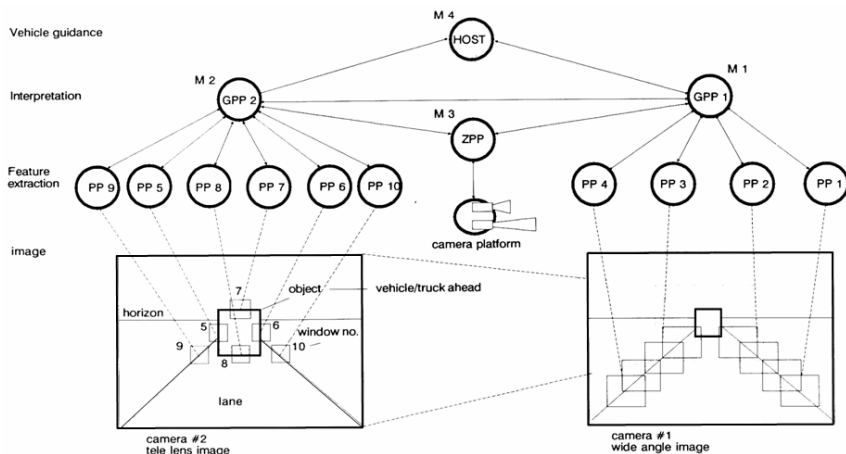 Vehicle guidance
M 4
HOST
Interpretation
M 2
GPP 2
M 1
GPP 1
M 3
ZPP
Feature
extraction
PP 9
PP 5
PP 8
PP 7
PP 6
PP 10
PP 4
PP 3
PP 2
PP 1
camera platform
image
7
object
vehicle/truck ahead
horizon
5
6
window no.
9
8
10
lane
camera #2
tele lens image
camera #1
wide angle image